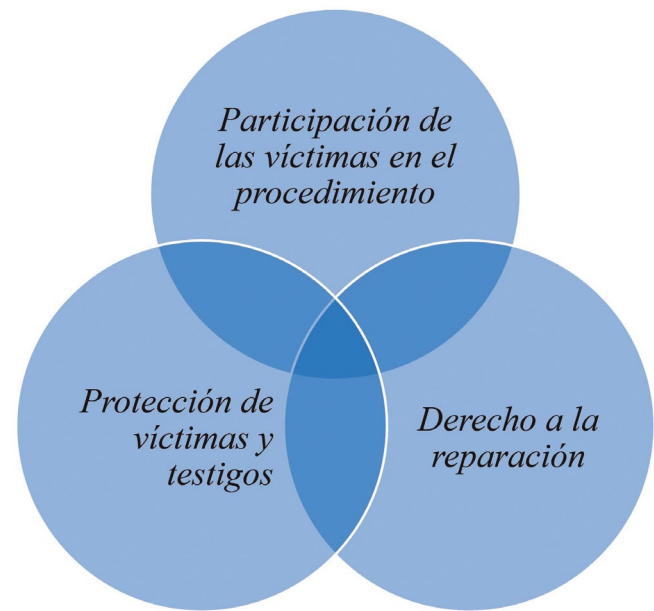 Participación de
las víctimas en el
procedimiento
Protección de
víctimas y
testigos
Derecho a la
reparación